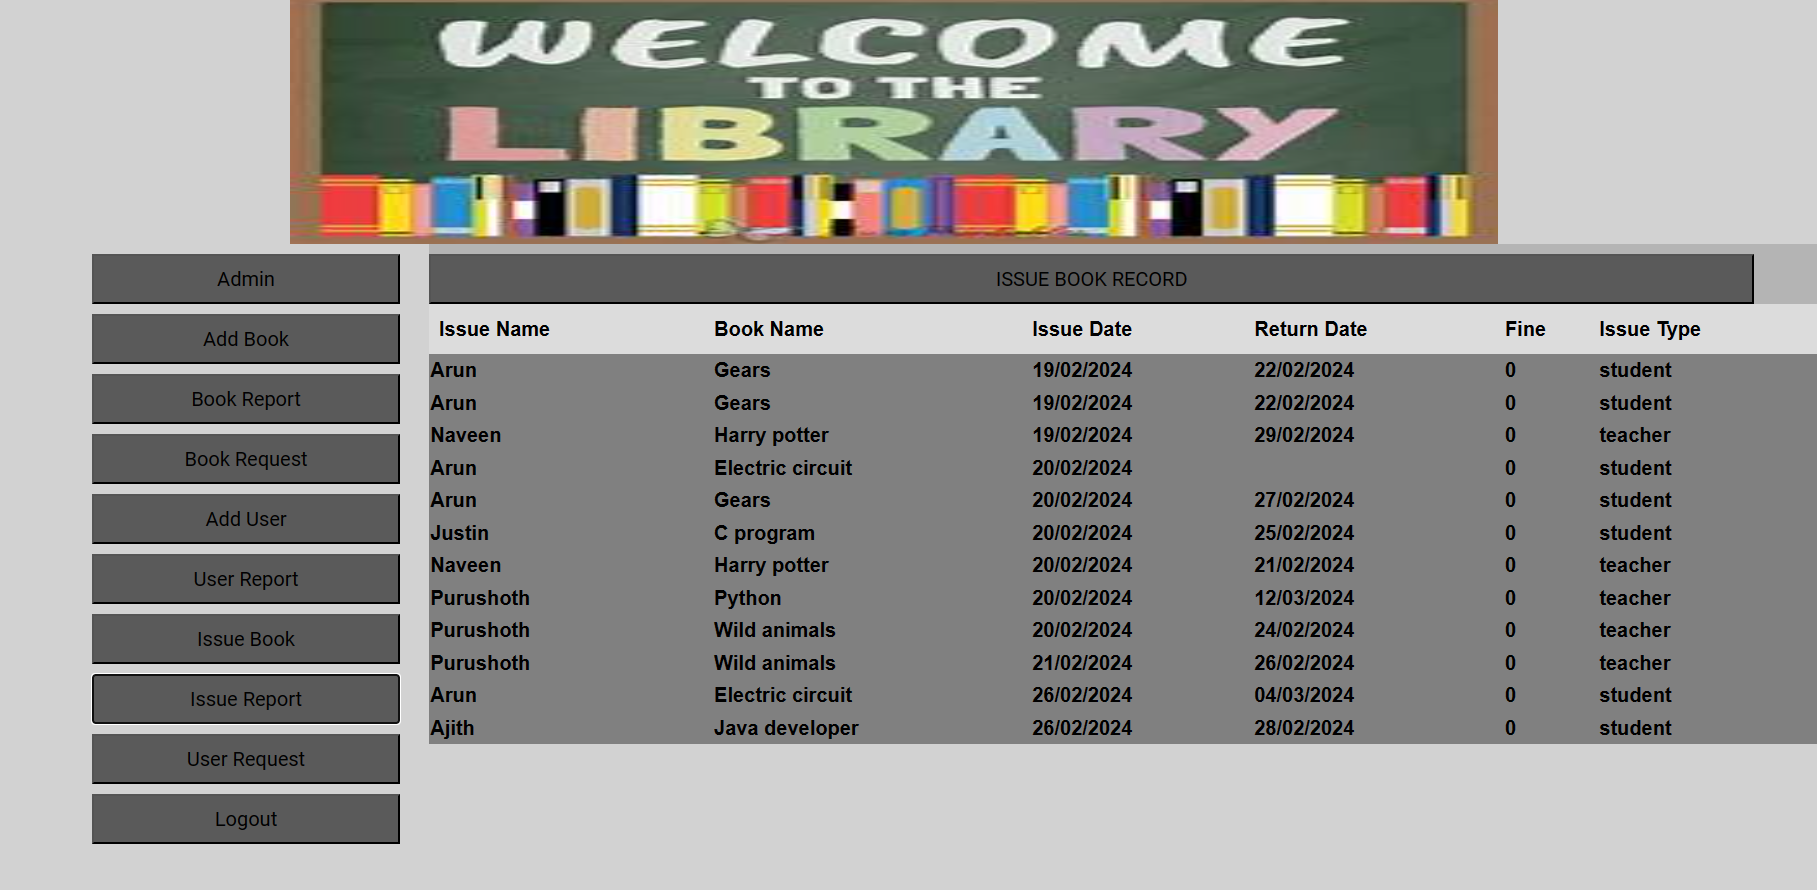 WELCOME
TO THE
LIBRARY
Admin
Add Book
Book Report
Book Request
Add User
User Report
Issue Book
Issue Report
User Request
Logout
ISSUE BOOK RECORD
Issue Name Book Name Issue Date Return Date Fine Issue Type
Arun Gears 19/02/2024 22/02/2024 0 student
Arun Gears 19/02/2024 22/02/2024 0 student
Naveen Harry potter 19/02/2024 29/02/2024 0 teacher
Arun Electric circuit 20/02/2024 0 student
Arun Gears 20/02/2024 27/02/2024 0 student
Justin C program 20/02/2024 25/02/2024 0 student
Naveen Harry potter 20/02/2024 21/02/2024 0 teacher
Purushoth Python 20/02/2024 12/03/2024 0 teacher
Purushoth Wild animals 20/02/2024 24/02/2024 0 teacher
Purushoth Wild animals 21/02/2024 26/02/2024 0 teacher
Arun Electric circuit 26/02/2024 04/03/2024 0 student
Ajith Java developer 26/02/2024 28/02/2024 0 student